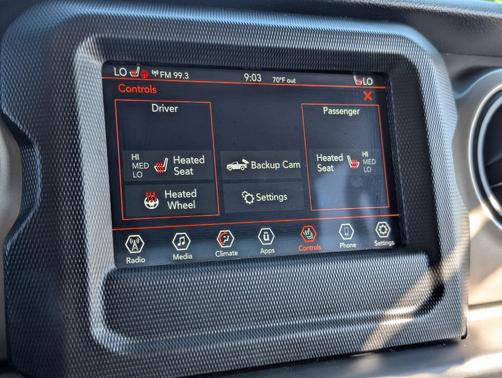 LO FM 99.3 9:03 70°F out LO
Controls
Driver
HI
MED
LO
Heated
Seat
Heated
Wheel
Backup Cam
Settings
Passenger
Heated
Seat
HI
MED
LO
Radio Media Climate Apps Controls Phone Settings